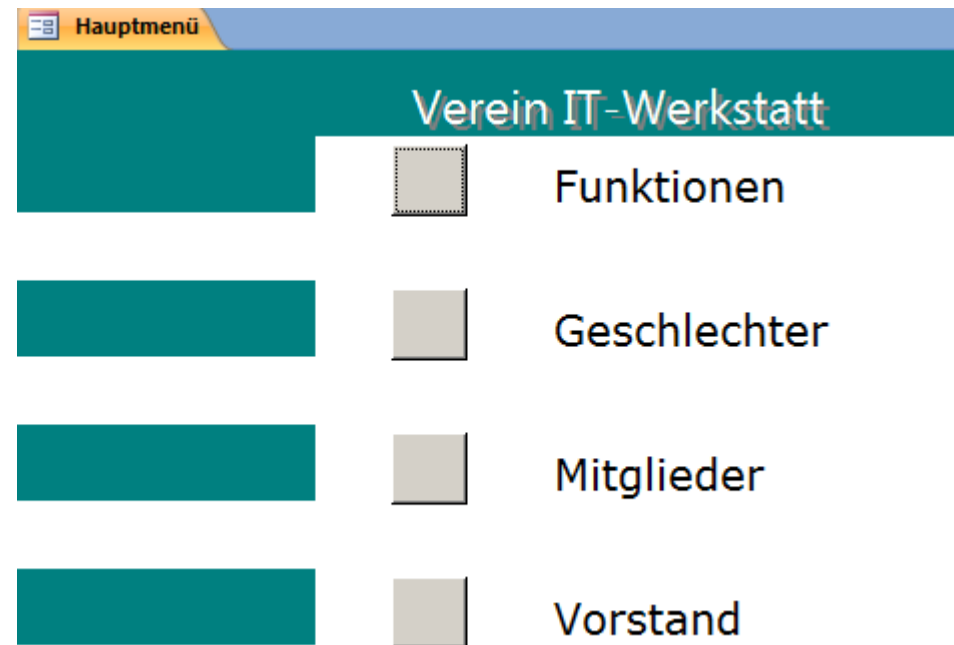 Hauptmenü
Verein IT-Werkstatt
Funktionen
Geschlechter
Mitglieder
Vorstand